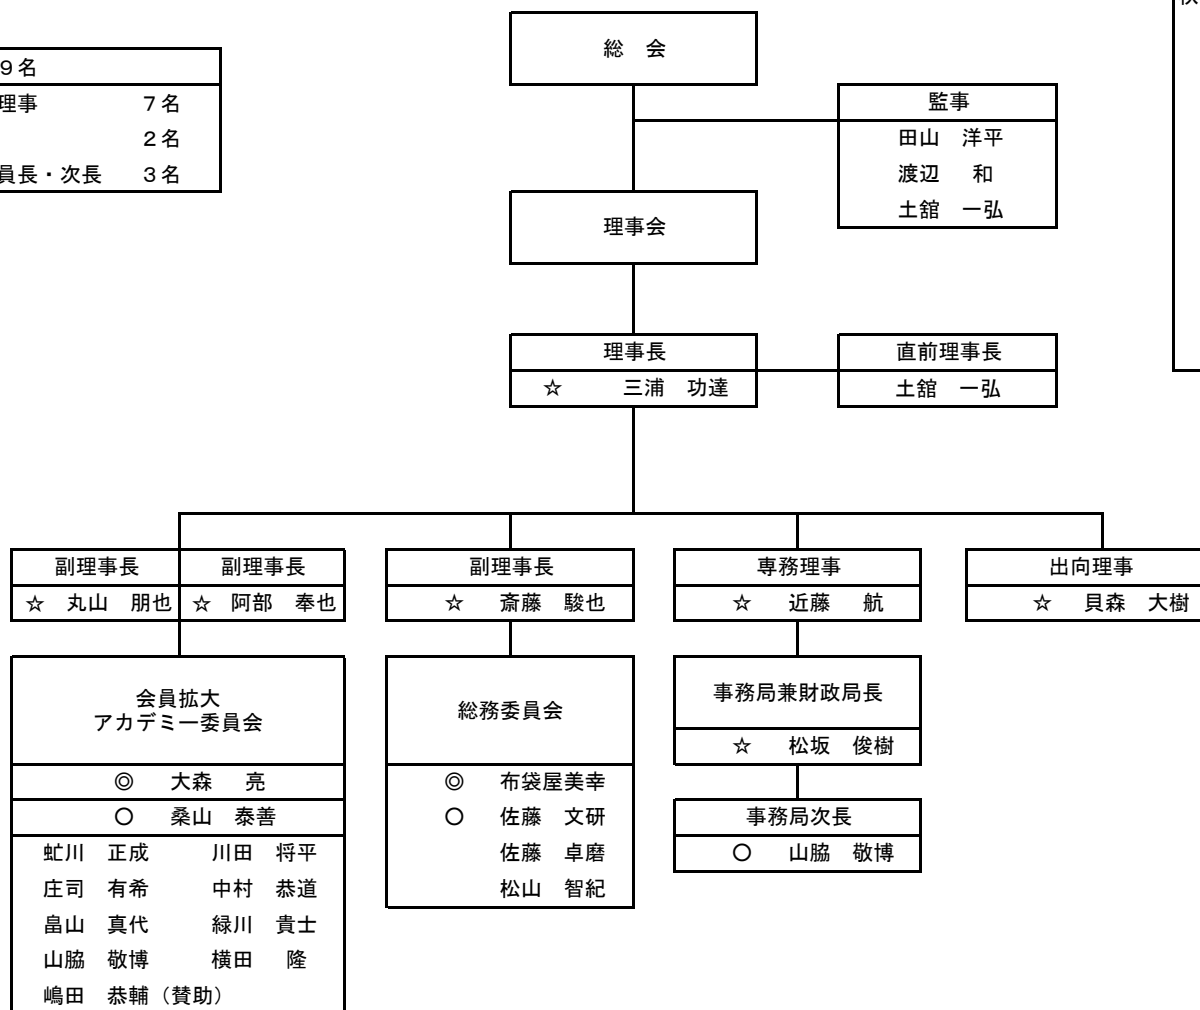 総　会
９名
理事　７名
２名
員長・次長　３名
監事
田山　洋平
渡辺　和
土舘　一弘
理事会
理事長
☆　三浦　功達
直前理事長
土舘　一弘
副理事長
☆　丸山　朋也
副理事長
☆　阿部　奉也
副理事長
☆　斎藤　駿也
専務理事
☆　近藤　航
出向理事
☆　貝森　大樹
会員拡大
アカデミー委員会
◎　大森　亮
○　桑山　泰善
虻川　正成　川田　将平
庄司　有希　中村　恭道
畠山　真代　緑川　貴士
山脇　敬博　横田　隆
嶋田　恭輔（賛助）
総務委員会
◎　布袋屋美幸
○　佐藤　文研
佐藤　卓磨
松山　智紀
事務局兼財政局長
☆　松坂　俊樹
事務局次長
○　山脇　敬博